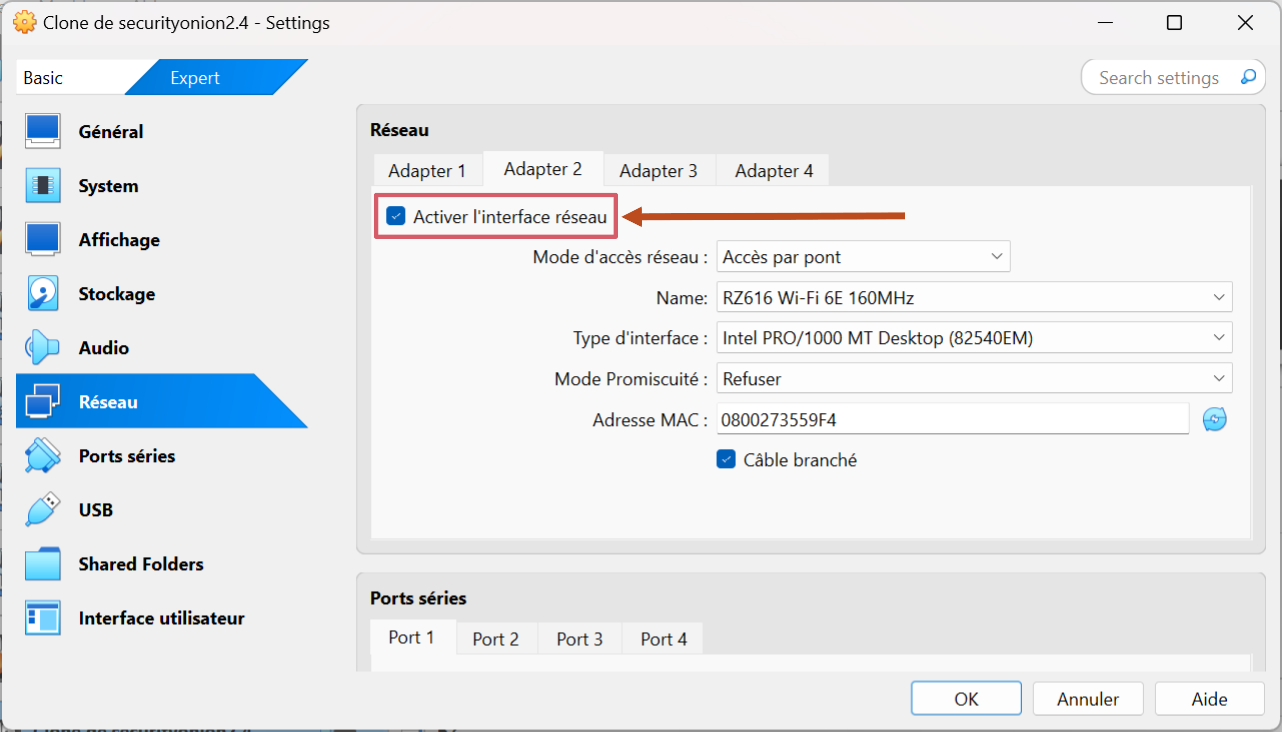 Clone de securityonion2.4 - Settings
Basic
Expert
Search settings
Général
System
Affichage
Stockage
Audio
Réseau
Ports séries
USB
Shared Folders
Interface utilisateur
Réseau
Adapter 1 Adapter 2 Adapter 3 Adapter 4
Activer l'interface réseau
Mode d'accès réseau : Accès par pont
Name: RZ616 Wi-Fi 6E 160MHz
Type d'interface : Intel PRO/1000 MT Desktop (82540EM)
Mode Promiscuité : Refuser
Adresse MAC : 0800273559F4
Câble branché
Ports séries
Port 1 Port 2 Port 3 Port 4
OK Annuler Aide